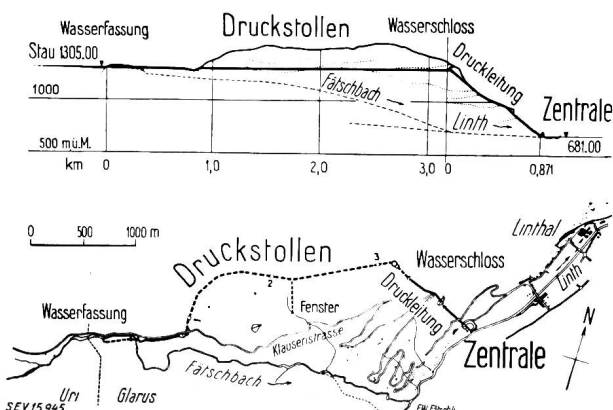 Wasserfassung
Druckstollen
Wasserschloss
Stau 1305.00
Druckleitung
1000
Fätschbach
Zentrale
Linth
500 mü.M.
681.00
km 0 1,0 2,0 3,0 0 0,871
0 500 1000 m
Druckstollen
Linthal
2
3
Wasserschloss
Linth
Fenster
Druckleitung
Wasserfassung
Klausenstrasse
N
Zentrale
Fätschbach
Uri Glarus
SEV 15 945